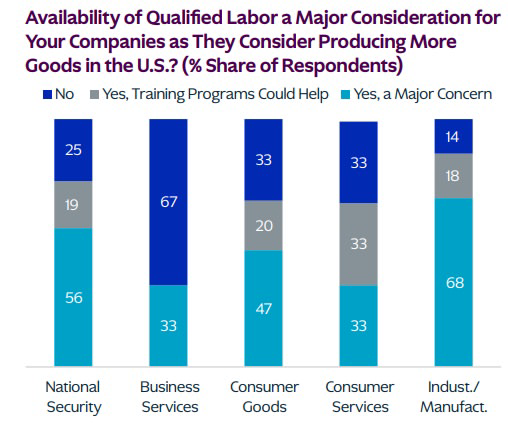 Availability of Qualified Labor a Major Consideration for
Your Companies as They Consider Producing More
Goods in the U.S.? (% Share of Respondents)
No Yes, Training Programs Could Help Yes, a Major Concern
25 67 33 33 14
19 20 33 18
56 33 47 33 68
National Business Consumer Consumer Indust./
Security Services Goods Services Manufact.